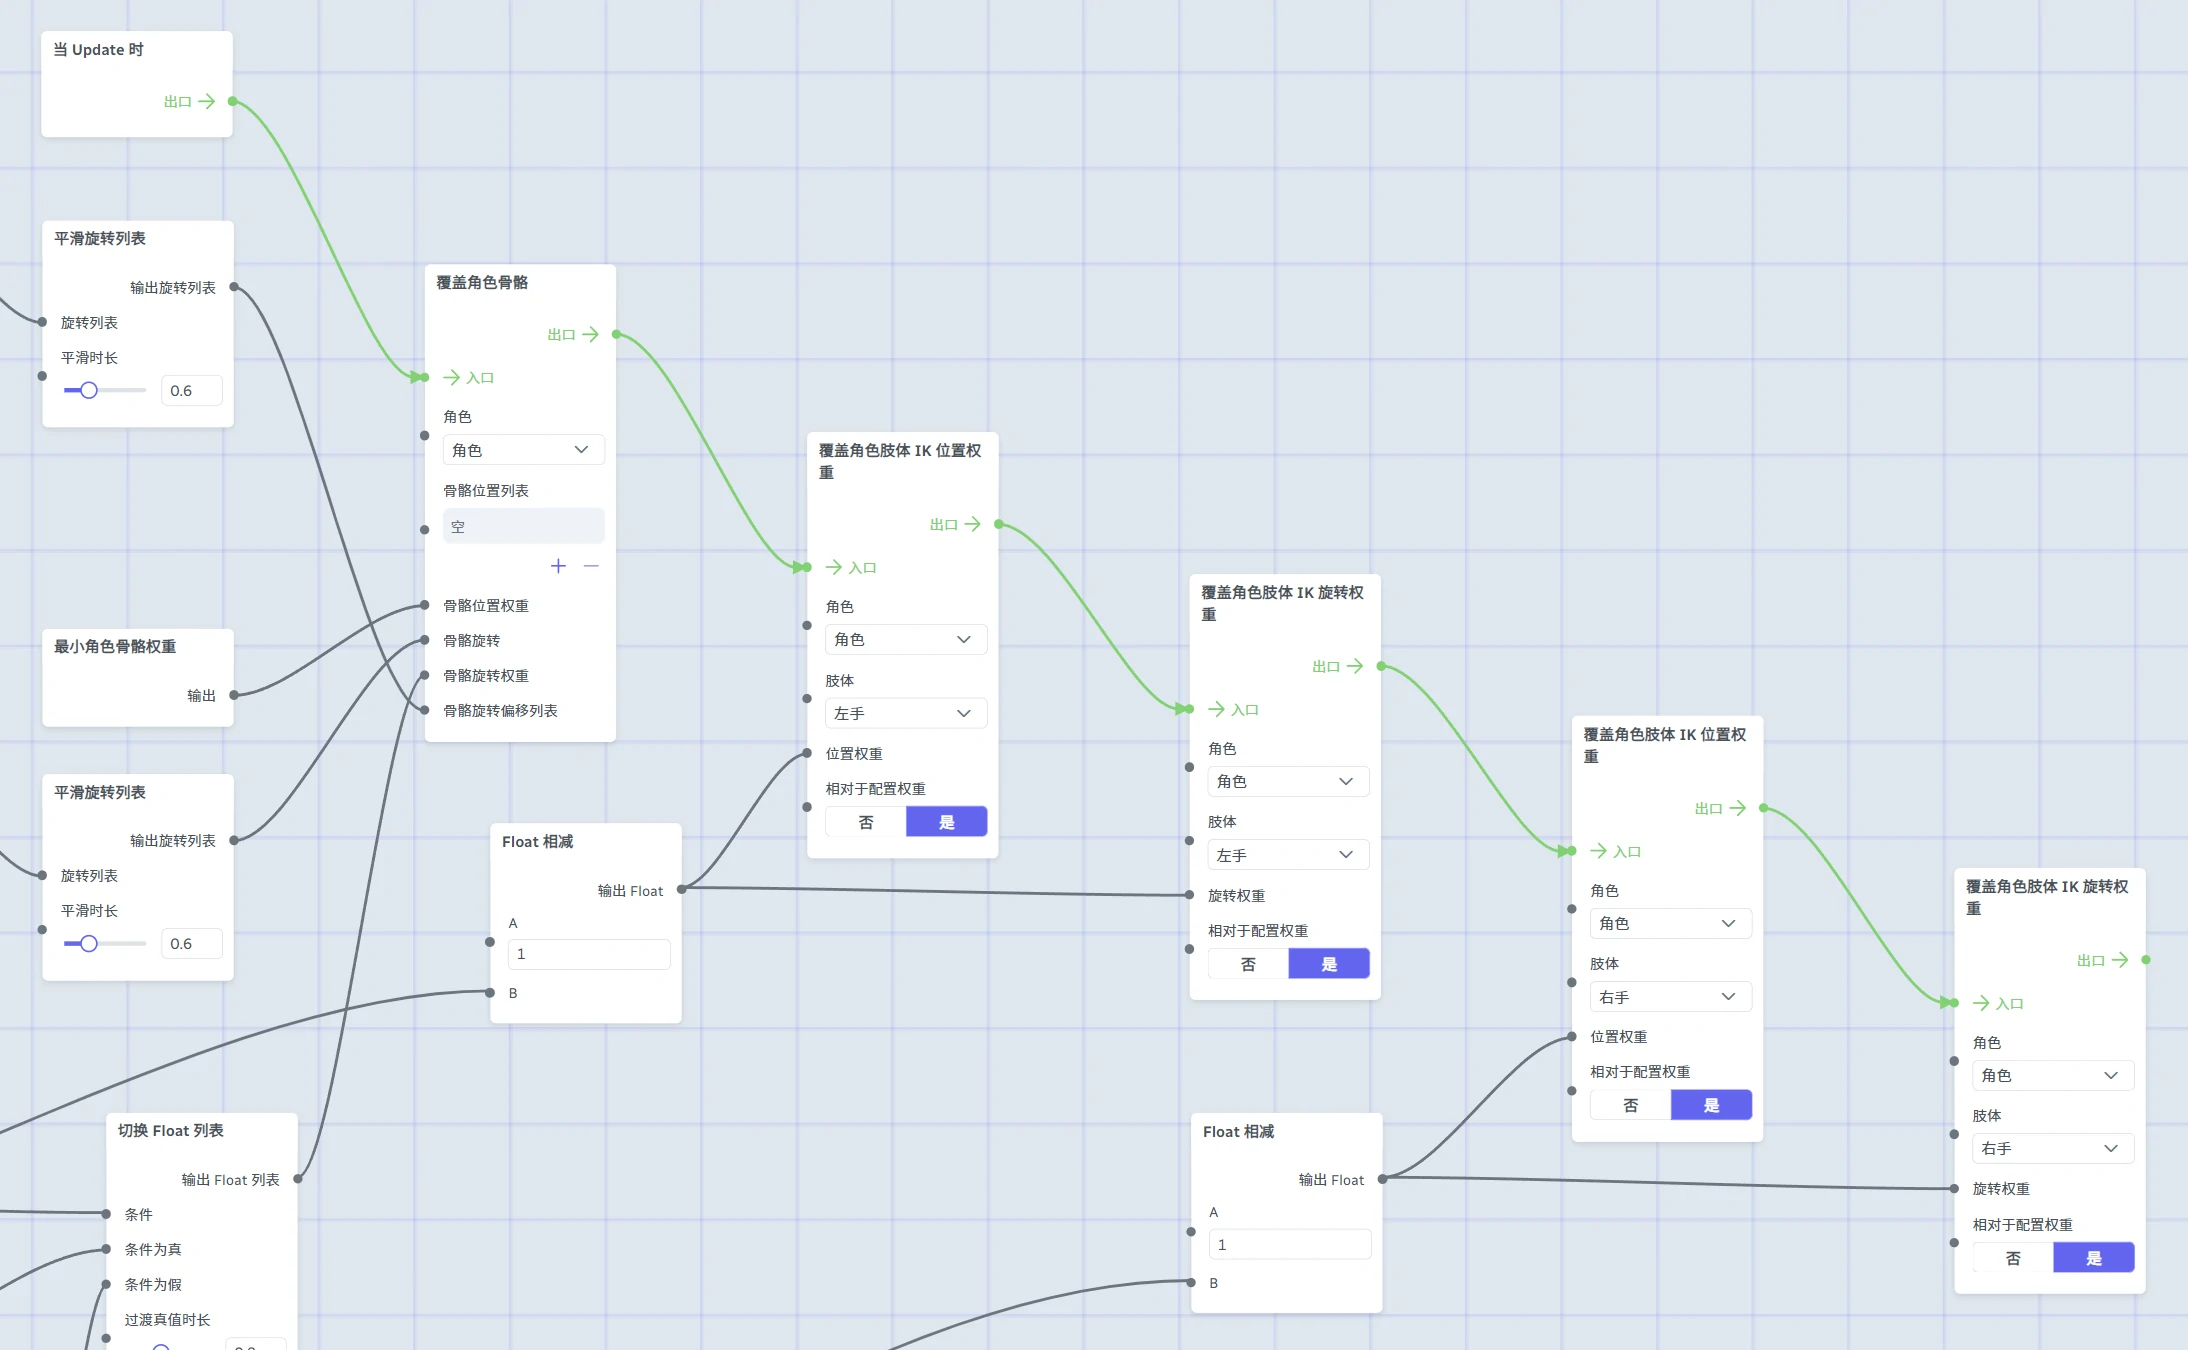 当 Update 时
出口
平滑旋转列表
输出旋转列表
旋转列表
平滑时长
0.6
最小角色骨骼权重
输出
平滑旋转列表
输出旋转列表
旋转列表
平滑时长
0.6
切换 Float 列表
输出 Float 列表
条件
条件为真
条件为假
过渡真值时长
覆盖角色骨骼
出口
入口
角色
角色
骨骼位置列表
空
骨骼位置权重
骨骼旋转
骨骼旋转权重
骨骼旋转偏移列表
Float 相减
输出 Float
A
1
B
覆盖角色肢体 IK 位置权
重
出口
入口
角色
角色
肢体
左手
位置权重
相对于配置权重
否 是
覆盖角色肢体 IK 旋转权
重
出口
入口
角色
角色
肢体
左手
旋转权重
相对于配置权重
否 是
Float 相减
输出 Float
A
1
B
覆盖角色肢体 IK 位置权
重
出口
入口
角色
角色
肢体
右手
位置权重
相对于配置权重
否 是
覆盖角色肢体 IK 旋转权
重
出口
入口
角色
角色
肢体
右手
旋转权重
相对于配置权重
否 是